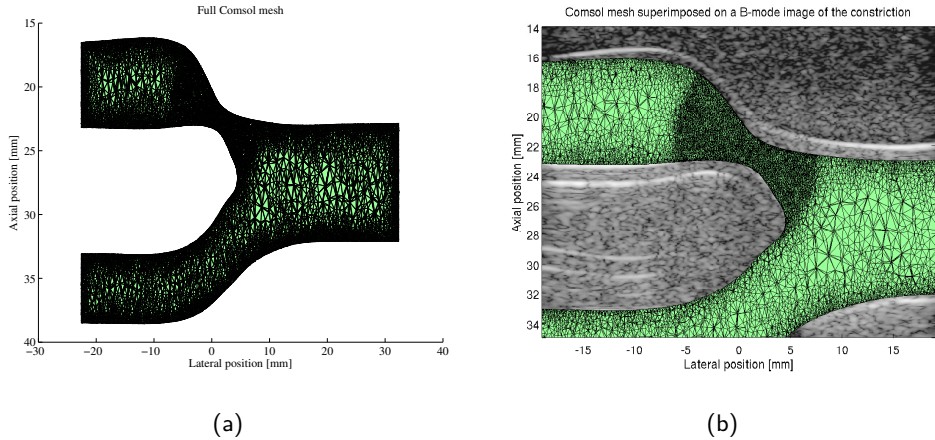 Full Comsol mesh
15
20
25
30
35
40
Axial position [mm]
−30 −20 −10 0 10 20 30 40
Lateral position [mm]
(a)
Comsol mesh superimposed on a B-mode image of the constriction
14
16
18
20
22
24
26
28
30
32
34
Axial position [mm]
-15 -10 -5 0 5 10 15
Lateral position [mm]
(b)